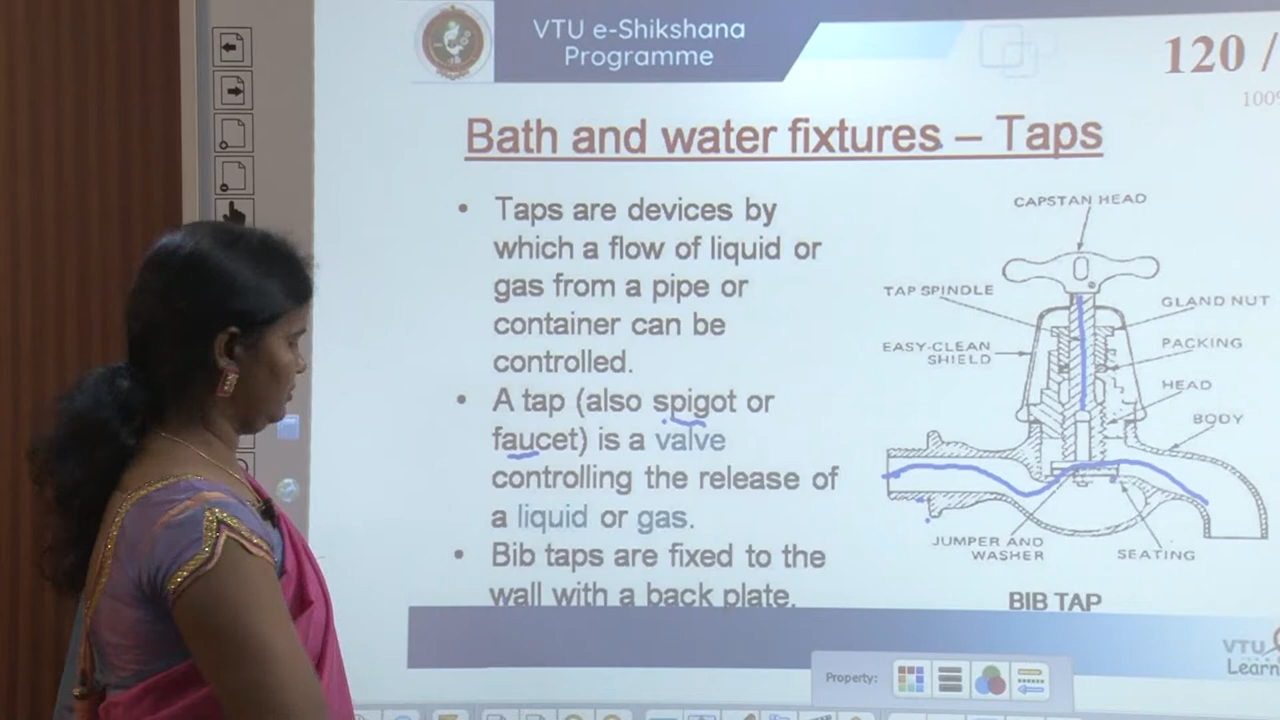 VTU e-Shikshana
Programme
120 /
Bath and water fixtures – Taps
• Taps are devices by
which a flow of liquid or
gas from a pipe or
container can be
controlled.
• A tap (also spigot or
faucet) is a valve
controlling the release of
a liquid or gas.
• Bib taps are fixed to the
wall with a back plate.
CAPSTAN HEAD
TAP SPINDLE
GLAND NUT
EASY-CLEAN
SHIELD
PACKING
HEAD
BODY
JUMPER AND
WASHER
SEATING
BIB TAP
VTU
Learn
Property: